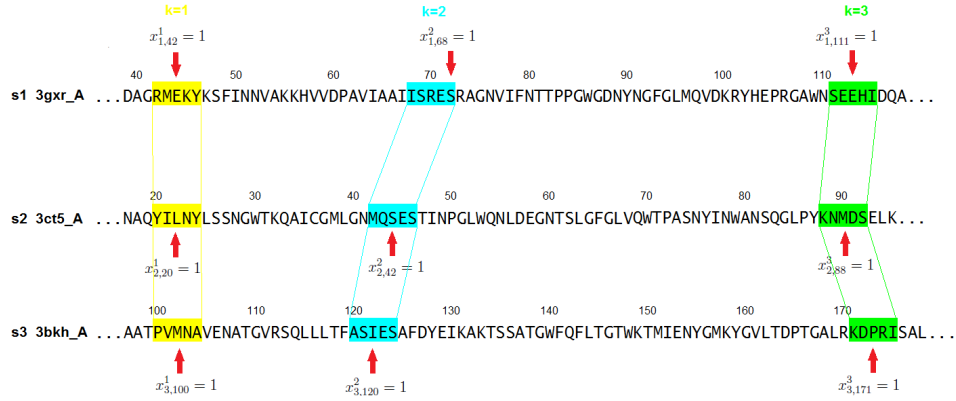 k=1 k=2 k=3
x^1_{1,42} = 1 x^2_{1,68} = 1 x^3_{1,111} = 1
40 50 60 70 80 90 100 110
s1 3gxr_A ...DAGRMEKYKSFINNVAKKHVVDPAVIAAIISRESRAGNVIFNTTPPGWGDNYNGFGLMQVDKRYHEPRGAWNSEEHIDQA...
20 30 40 50 60 70 80 90
s2 3ct5_A ...NAQYILNYLSSNGWTKQAICGMLGNMQSESTINPGLWQNLDEGNTSLGFGLVQWTPASNYINWANSQGLPYKNMDSELK...
x^1_{2,20} = 1 x^2_{2,42} = 1 x^3_{2,88} = 1
100 110 120 130 140 150 160 170
s3 3bkh_A ...AATPVMNAVENATGVRSQLLLTFASIESAFDYEIKAKTSSATGWFQFLTGTWKTMIENYGMKYGVLTDPTGALRKDPRISAL...
x^1_{3,100} = 1 x^2_{3,120} = 1 x^3_{3,171} = 1